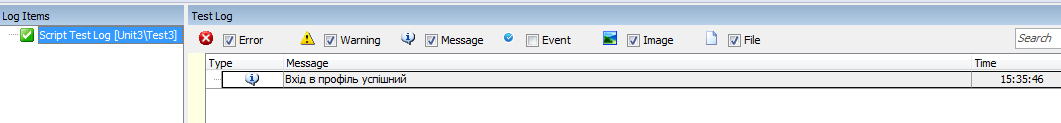 Log Items
Script Test Log [Unit3\Test3]
Test Log
Error Warning Message Event Image File Search
Type Message Time
Вхід в профіль успішний 15:35:46